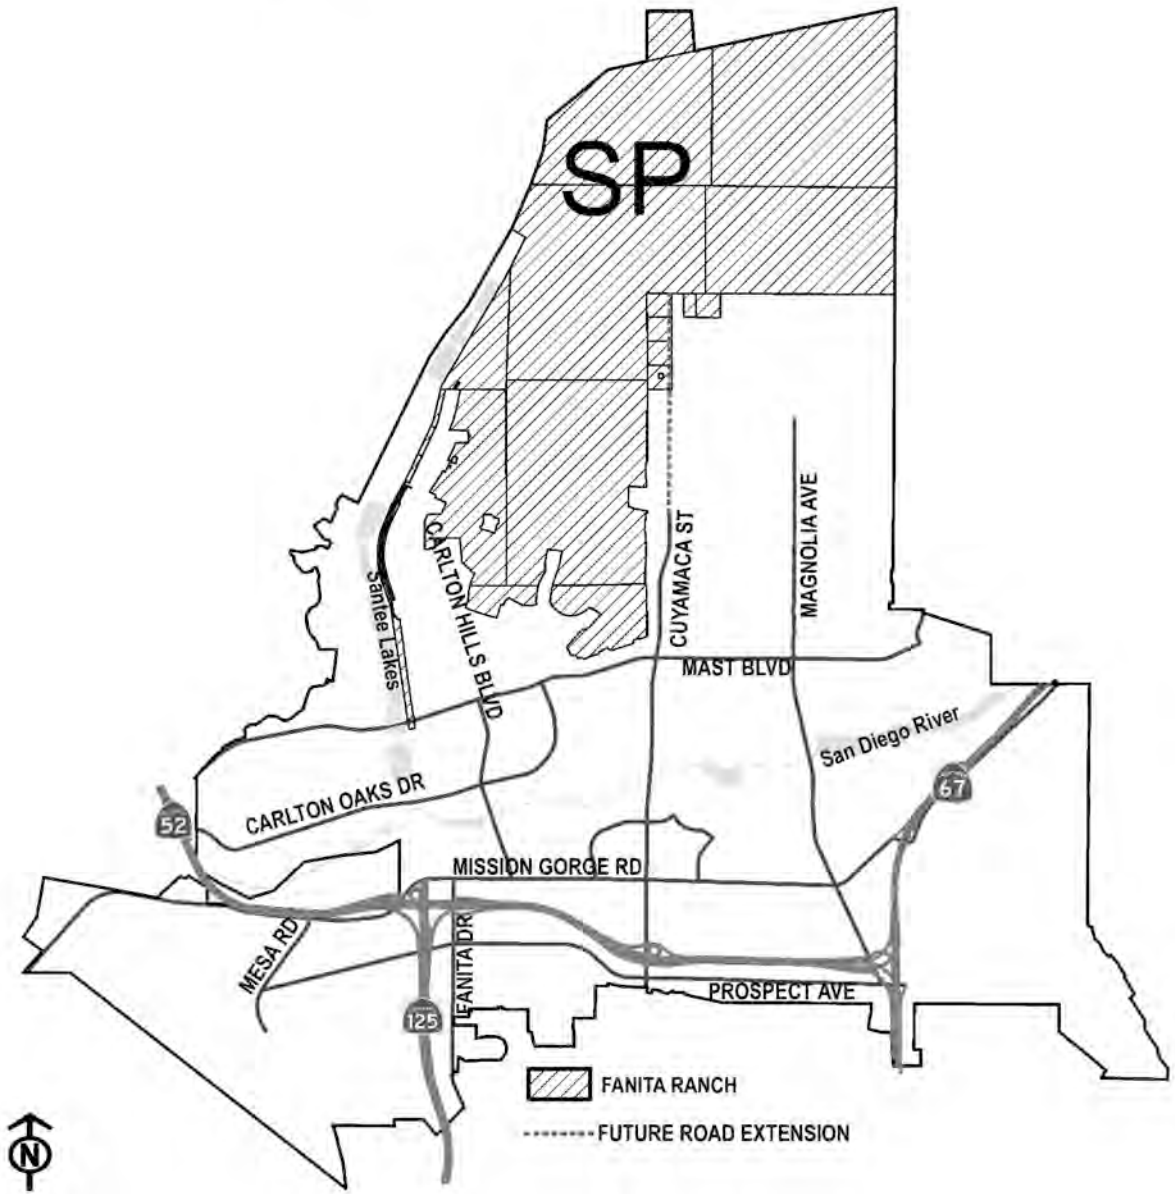 SP
CUYAMACA ST
MAGNOLIA AVE
CARLTON HILLS BLVD
Santee Lakes
MAST BLVD
San Diego River
67
CARLTON OAKS DR
52
MISSION GORGE RD
MESA RD
FANITA DR
PROSPECT AVE
125
FANITA RANCH
FUTURE ROAD EXTENSION
N